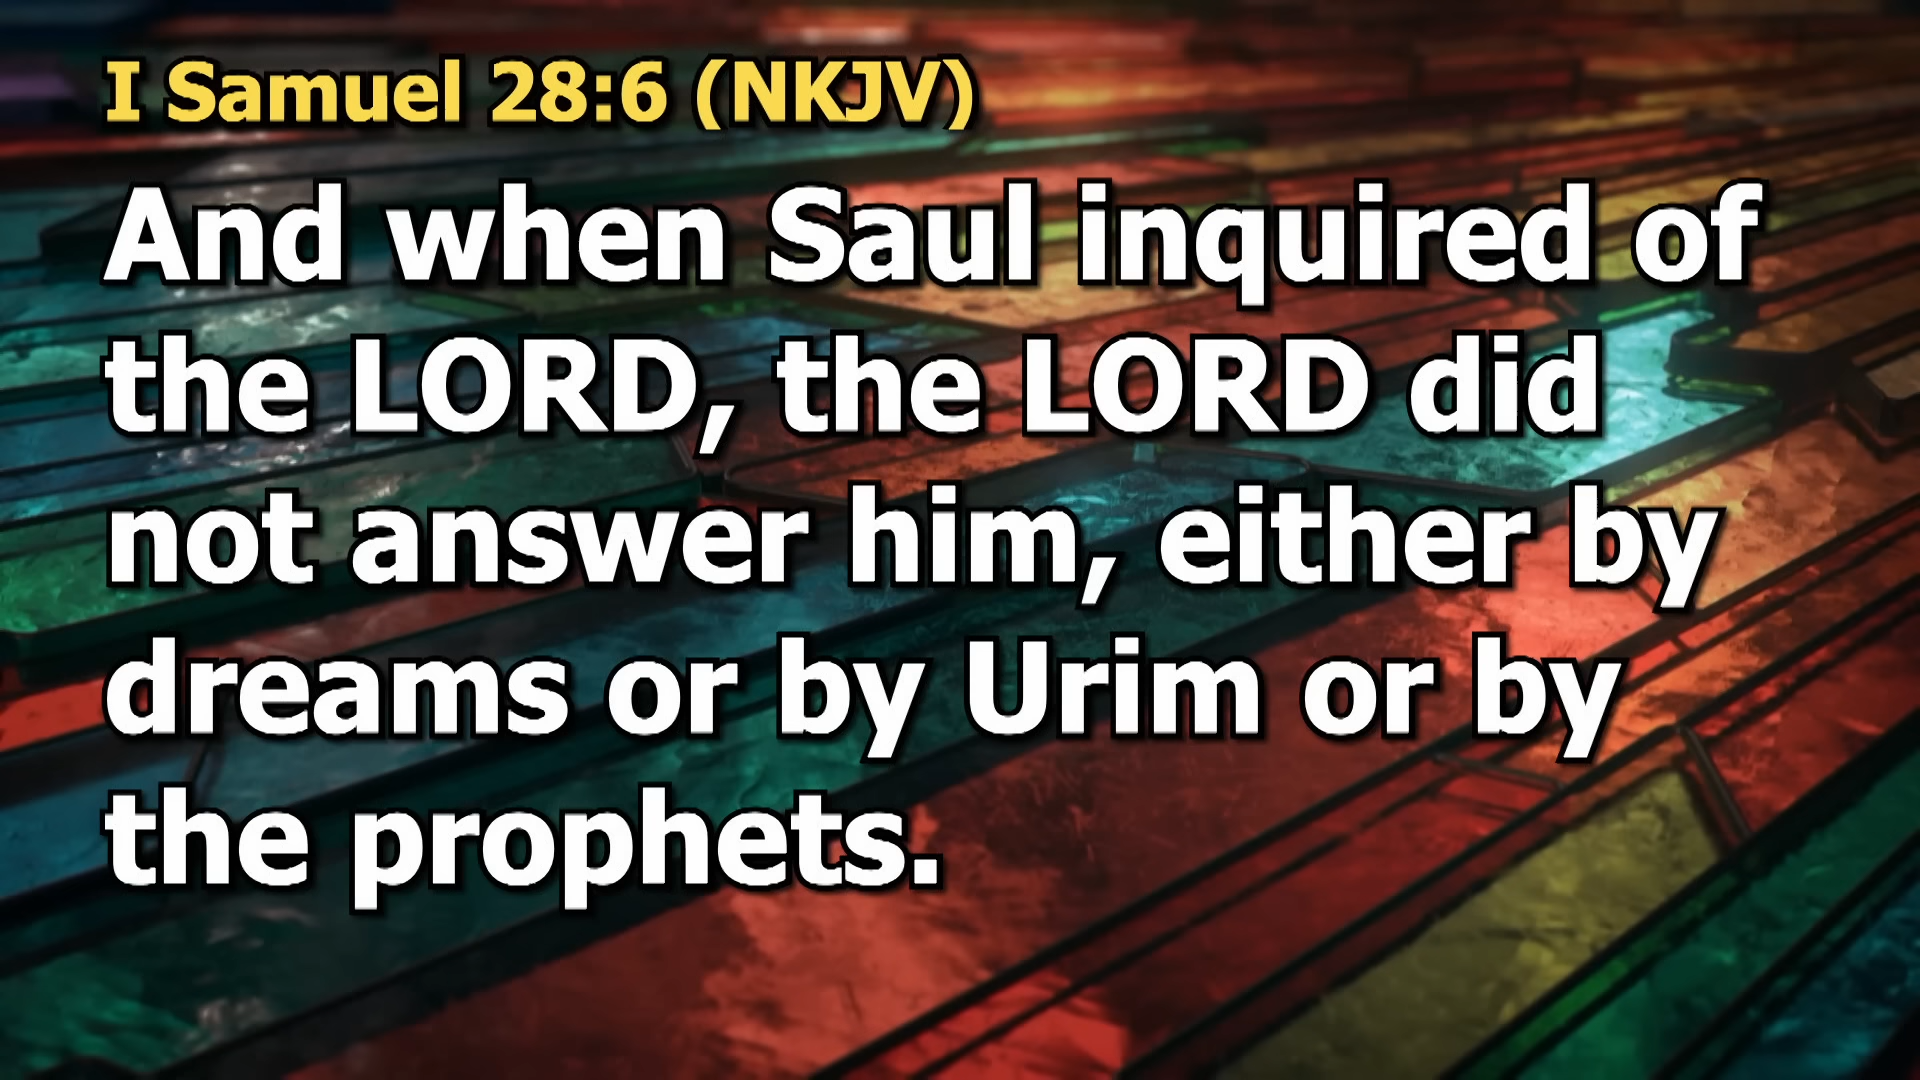 I Samuel 28:6 (NKJV)
And when Saul inquired of
the LORD, the LORD did
not answer him, either by
dreams or by Urim or by
the prophets.